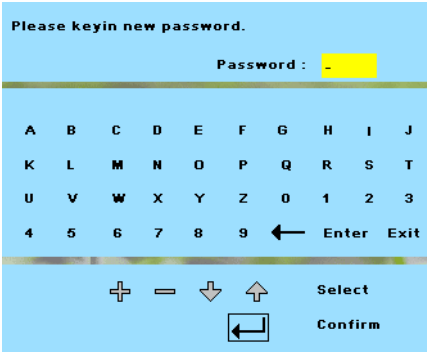 Please keyin new password.
Password : -
A B C D E F G H I J
K L M N O P Q R S T
U V W X Y Z 0 1 2 3
4 5 6 7 8 9 ← Enter Exit
Select
Confirm